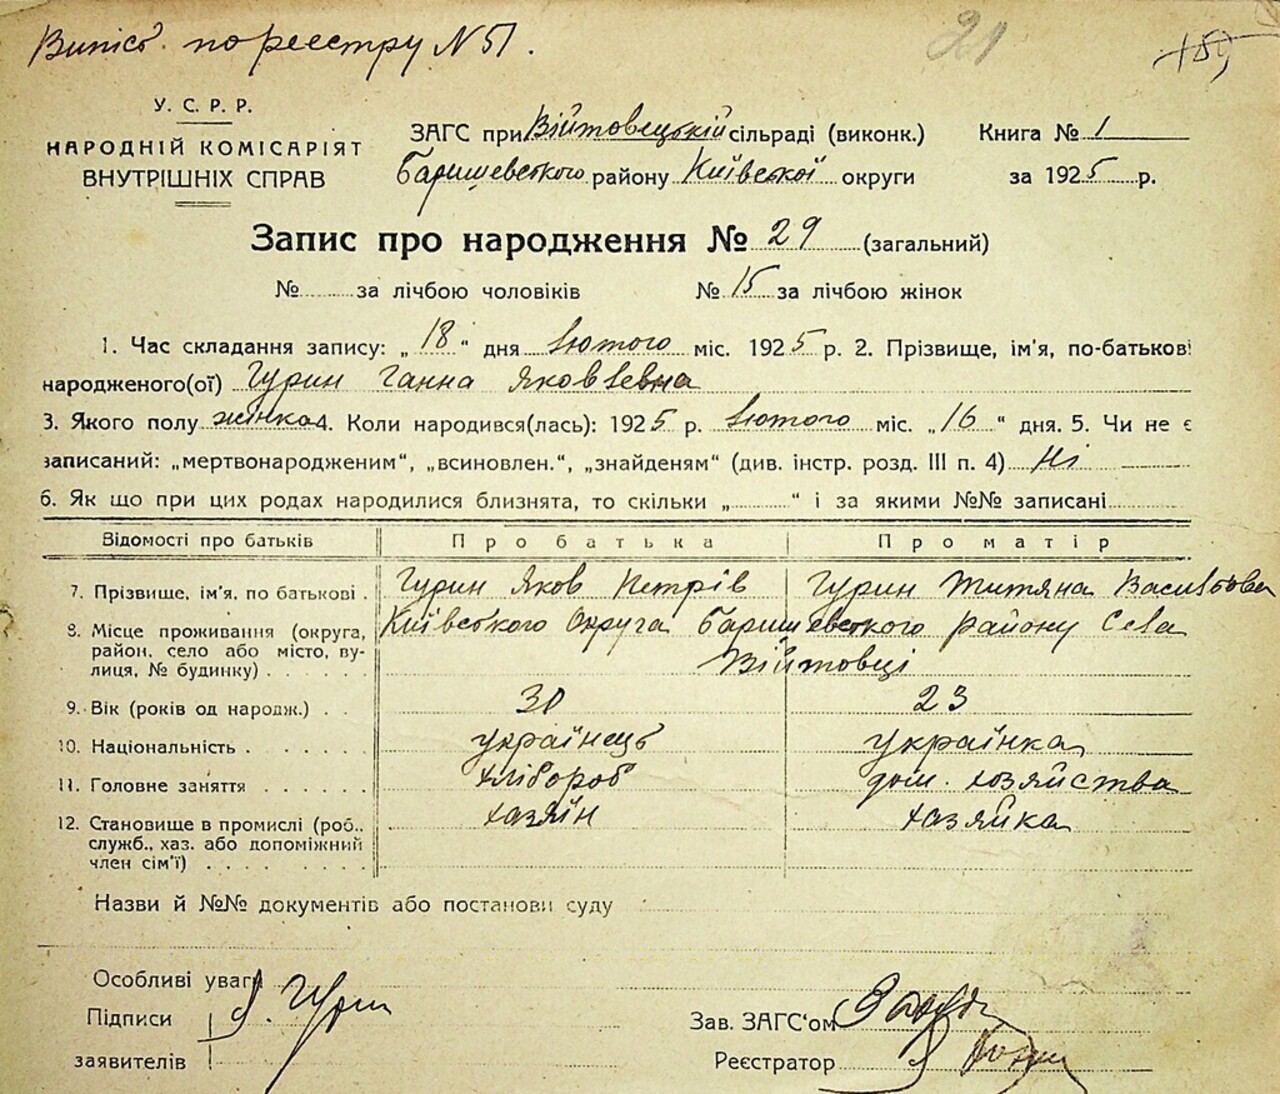 Випісь по реєстру N 51.
21
У. С. Р. Р.
НАРОДНІЙ КОМІСАРІЯТ
ВНУТРІШНІХ СПРАВ
ЗАГС при Війтовецькій сільраді (виконк.)
Баришевського району Київської округи
Книга № 1
за 1925 р.
Запис про народження № 29 (загальний)
№ за лічбою чоловіків № 15 за лічбою жінок
1. Час складання запису: „18“ дня лютого міс. 1925 р. 2. Прізвище, ім'я, по-батькові
народженого(ої) Гурин Ганна Яковлевна
3. Якого полу жінка 4. Коли народився(лась): 1925 р. лютого міс. „16“ дня. 5. Чи не є
записаний: „мертвонародженим“, „всиновлен.“, „знайденям“ (див. інстр. розд. III п. 4) Ні
6. Як що при цих родах народилися близнята, то скільки „ “ і за якими №№ записані
Відомості про батьків Про батька Про матір
7. Прізвище, ім'я, по батькові . Гурин Яков Петрів Гурин Титяна Васильова
8. Місце проживання (округа, Київського Округа Баришевського району Села
район, село або місто, ву- Війтовці
лиця, № будинку) . . . . . .
9. Вік (років од народж.) . . 30 23
10. Національність . . . . . . українець українка
11. Головне заняття . . . . . . хлібороб дом. хозяйства
12. Становище в промислі (роб., хазяїн хазяйка
служб., хаз. або допоміжний
член сім'ї) . . . . . . . .
Назви й №№ документів або постанови суду
Особливі уваги
Підписи Я. Гурин
заявителів
Зав. ЗАГС'ом
Реєстратор